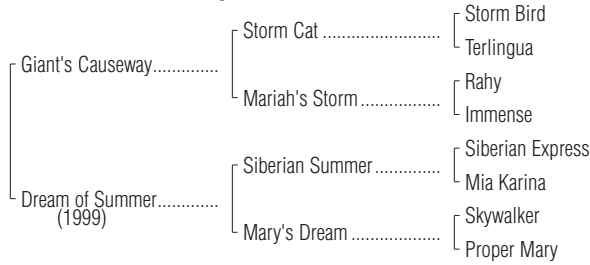 Storm Bird
Storm Cat ........................
Terlingua
Giant's Causeway.............
Rahy
Mariah's Storm ................
Immense
Siberian Express
Siberian Summer .............
Mia Karina
Dream of Summer............
(1999)
Skywalker
Mary's Dream ..................
Proper Mary